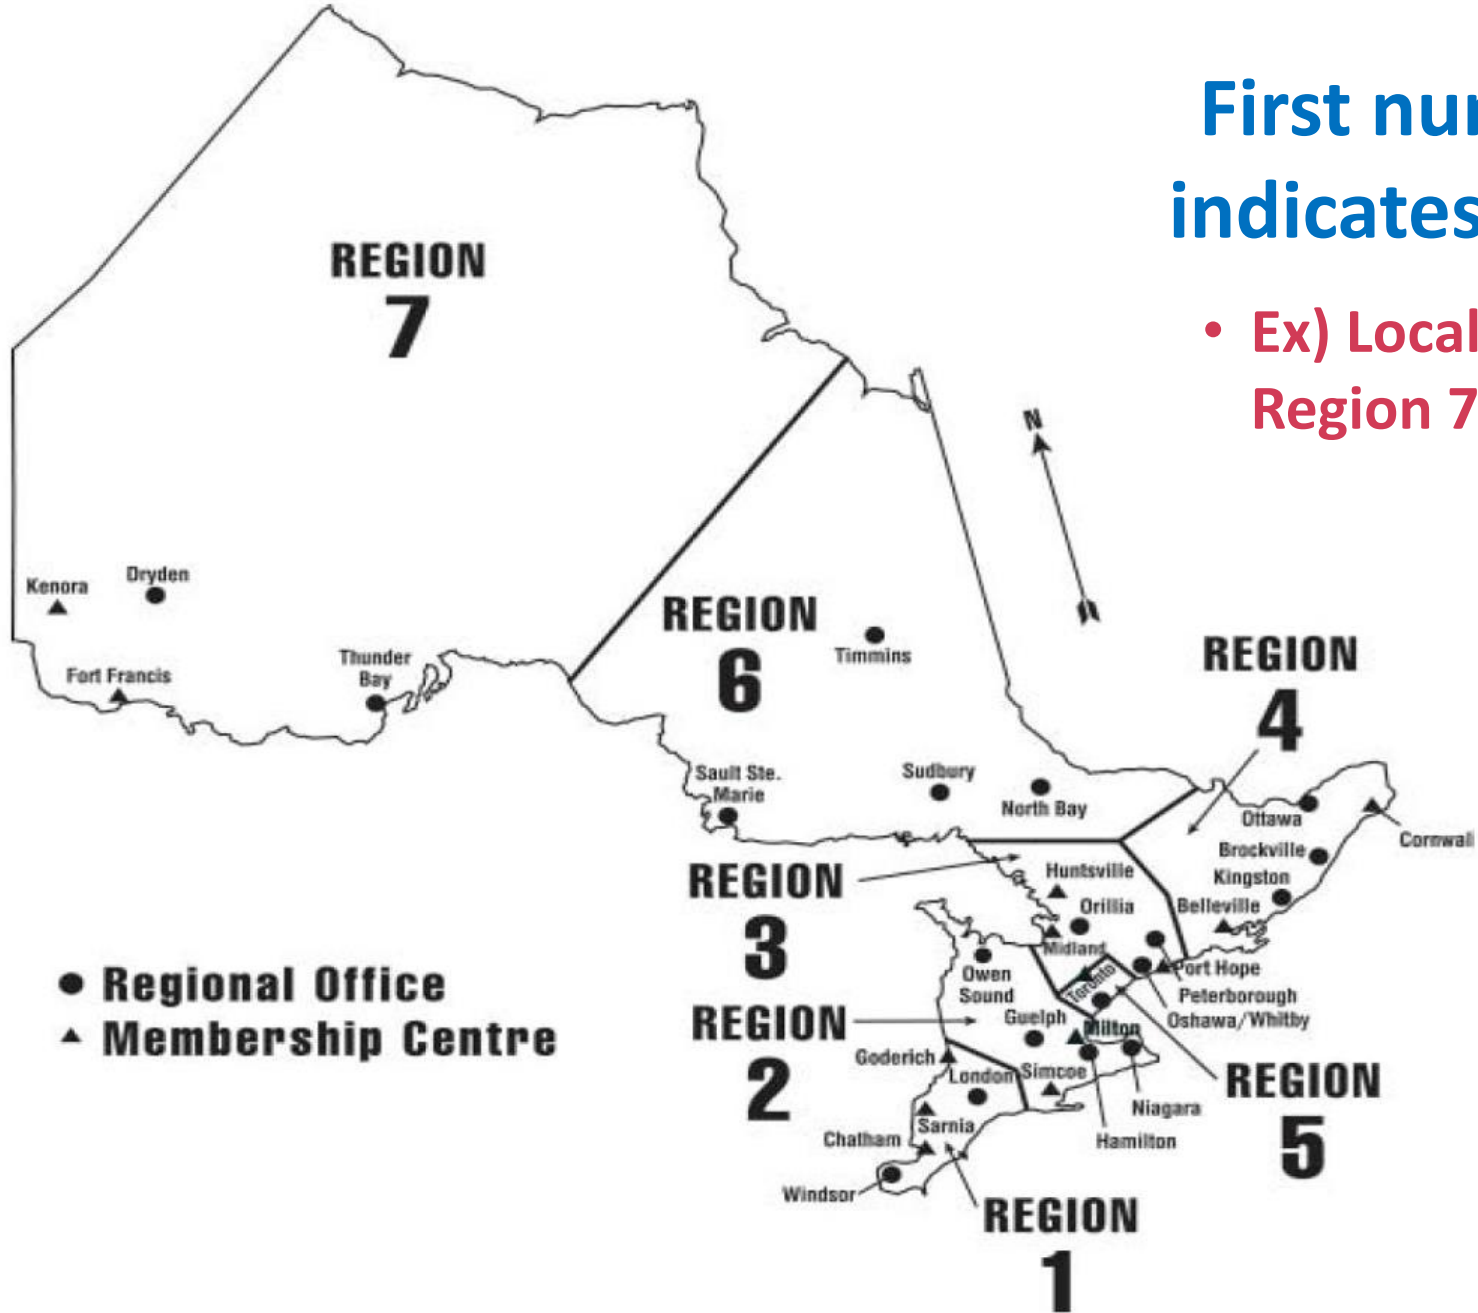 First nu
indicates
• Ex) Local
Region 7
REGION
7
N
Kenora
Dryden
Fort Francis
Thunder
Bay
REGION
6
Timmins
REGION
4
Sault Ste.
Marie
Sudbury
North Bay
Ottawa
Cornwall
Brockville
Kingston
Belleville
REGION
3
Huntsville
Orillia
Midland
Port Hope
Peterborough
Oshawa/Whitby
Toronto
Owen
Sound
REGION
2
Guelph
Milton
Goderich
London
Simcoe
Niagara
Hamilton
REGION
5
Sarnia
Chatham
Windsor
REGION
1
Regional Office
Membership Centre